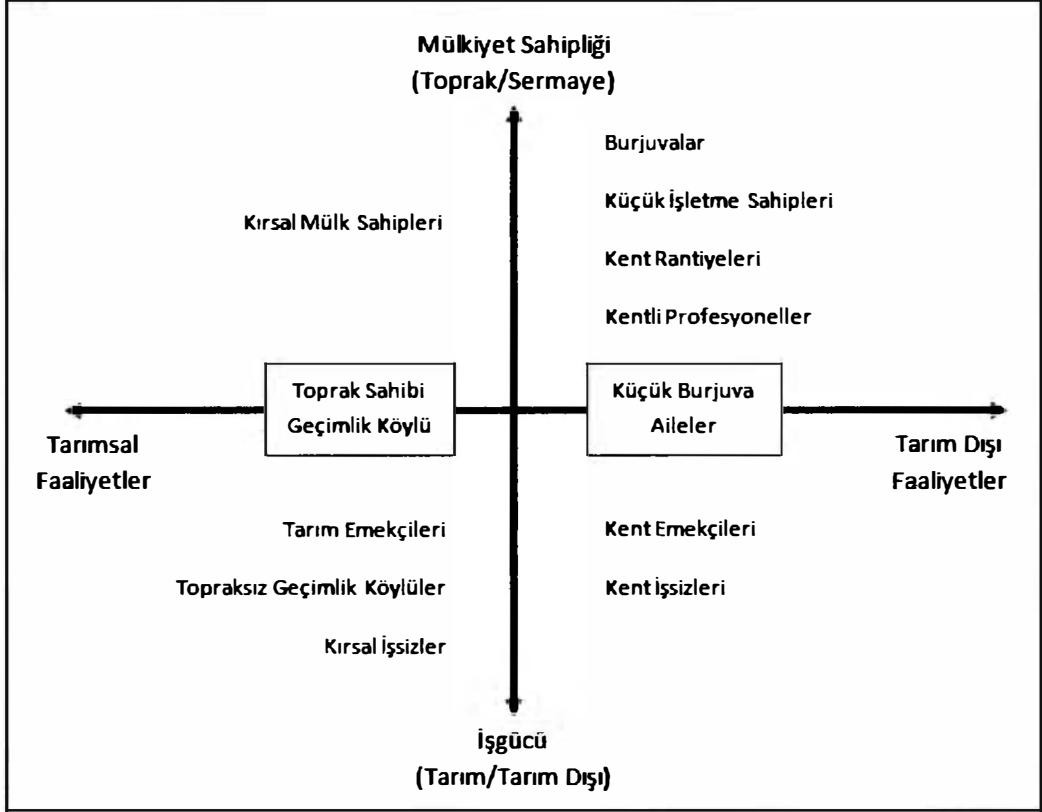 Mülkiyet Sahipliği
(Toprak/Sermaye)
Burjuvalar
Küçük İşletme Sahipleri
Kırsal Mülk Sahipleri
Kent Rantiyeleri
Kentli Profesyoneller
Toprak Sahibi
Geçimlik Köylü
Küçük Burjuva
Aileler
Tarımsal
Faaliyetler
Tarım Dışı
Faaliyetler
Tarım Emekçileri
Kent Emekçileri
Topraksız Geçimlik Köylüler
Kent İşsizleri
Kırsal İşsizler
İşgücü
(Tarım/Tarım Dışı)